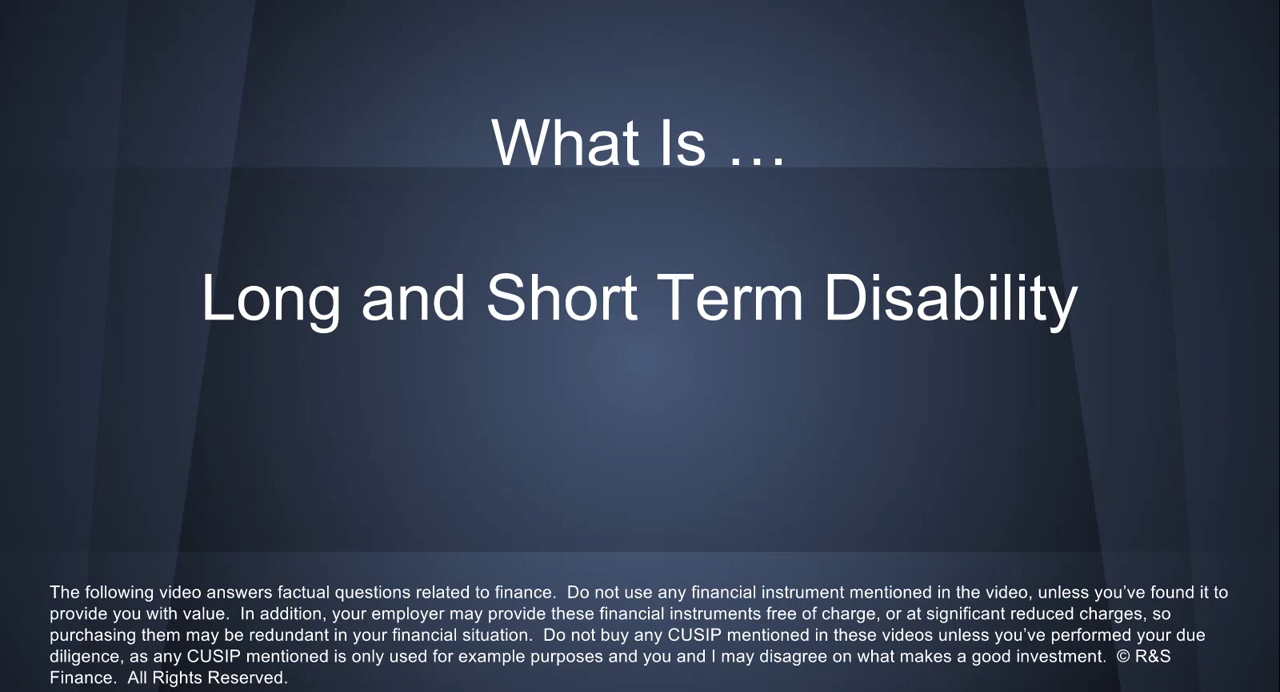 What Is …
Long and Short Term Disability
The following video answers factual questions related to finance.  Do not use any financial instrument mentioned in the video, unless you’ve found it to
provide you with value.  In addition, your employer may provide these financial instruments free of charge, or at significant reduced charges, so
purchasing them may be redundant in your financial situation.  Do not buy any CUSIP mentioned in these videos unless you’ve performed your due
diligence, as any CUSIP mentioned is only used for example purposes and you and I may disagree on what makes a good investment.  © R&S
Finance.  All Rights Reserved.